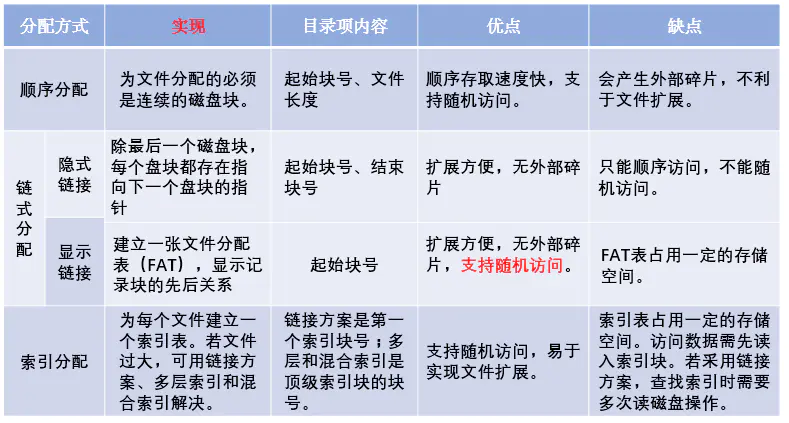 分配方式 实现 目录项内容 优点 缺点
顺序分配
为文件分配的必须
是连续的磁盘块。
起始块号、文件
长度
顺序存取速度快，支
持随机访问。
会产生外部碎片，不利
于文件扩展。
链式分配
隐式
链接
除最后一个磁盘块，
每个盘块都存在指
向下一个盘块的指
针
起始块号、结束
块号
扩展方便，无外部碎
片
只能顺序访问，不能随
机访问。
显示
链接
建立一张文件分配
表（FAT），显示记
录块的先后关系
起始块号
扩展方便，无外部碎
片，支持随机访问。
FAT表占用一定的存储
空间。
索引分配
为每个文件建立一
个索引表。若文件
过大，可用链接方
案、多层索引和混
合索引解决。
链接方案是第一
个索引块号；多
层和混合索引是
顶级索引块的块
号。
支持随机访问，易于
实现文件扩展。
索引表占用一定的存储
空间。访问数据需先读
入索引块。若采用链接
方案，查找索引时需要
多次读磁盘操作。